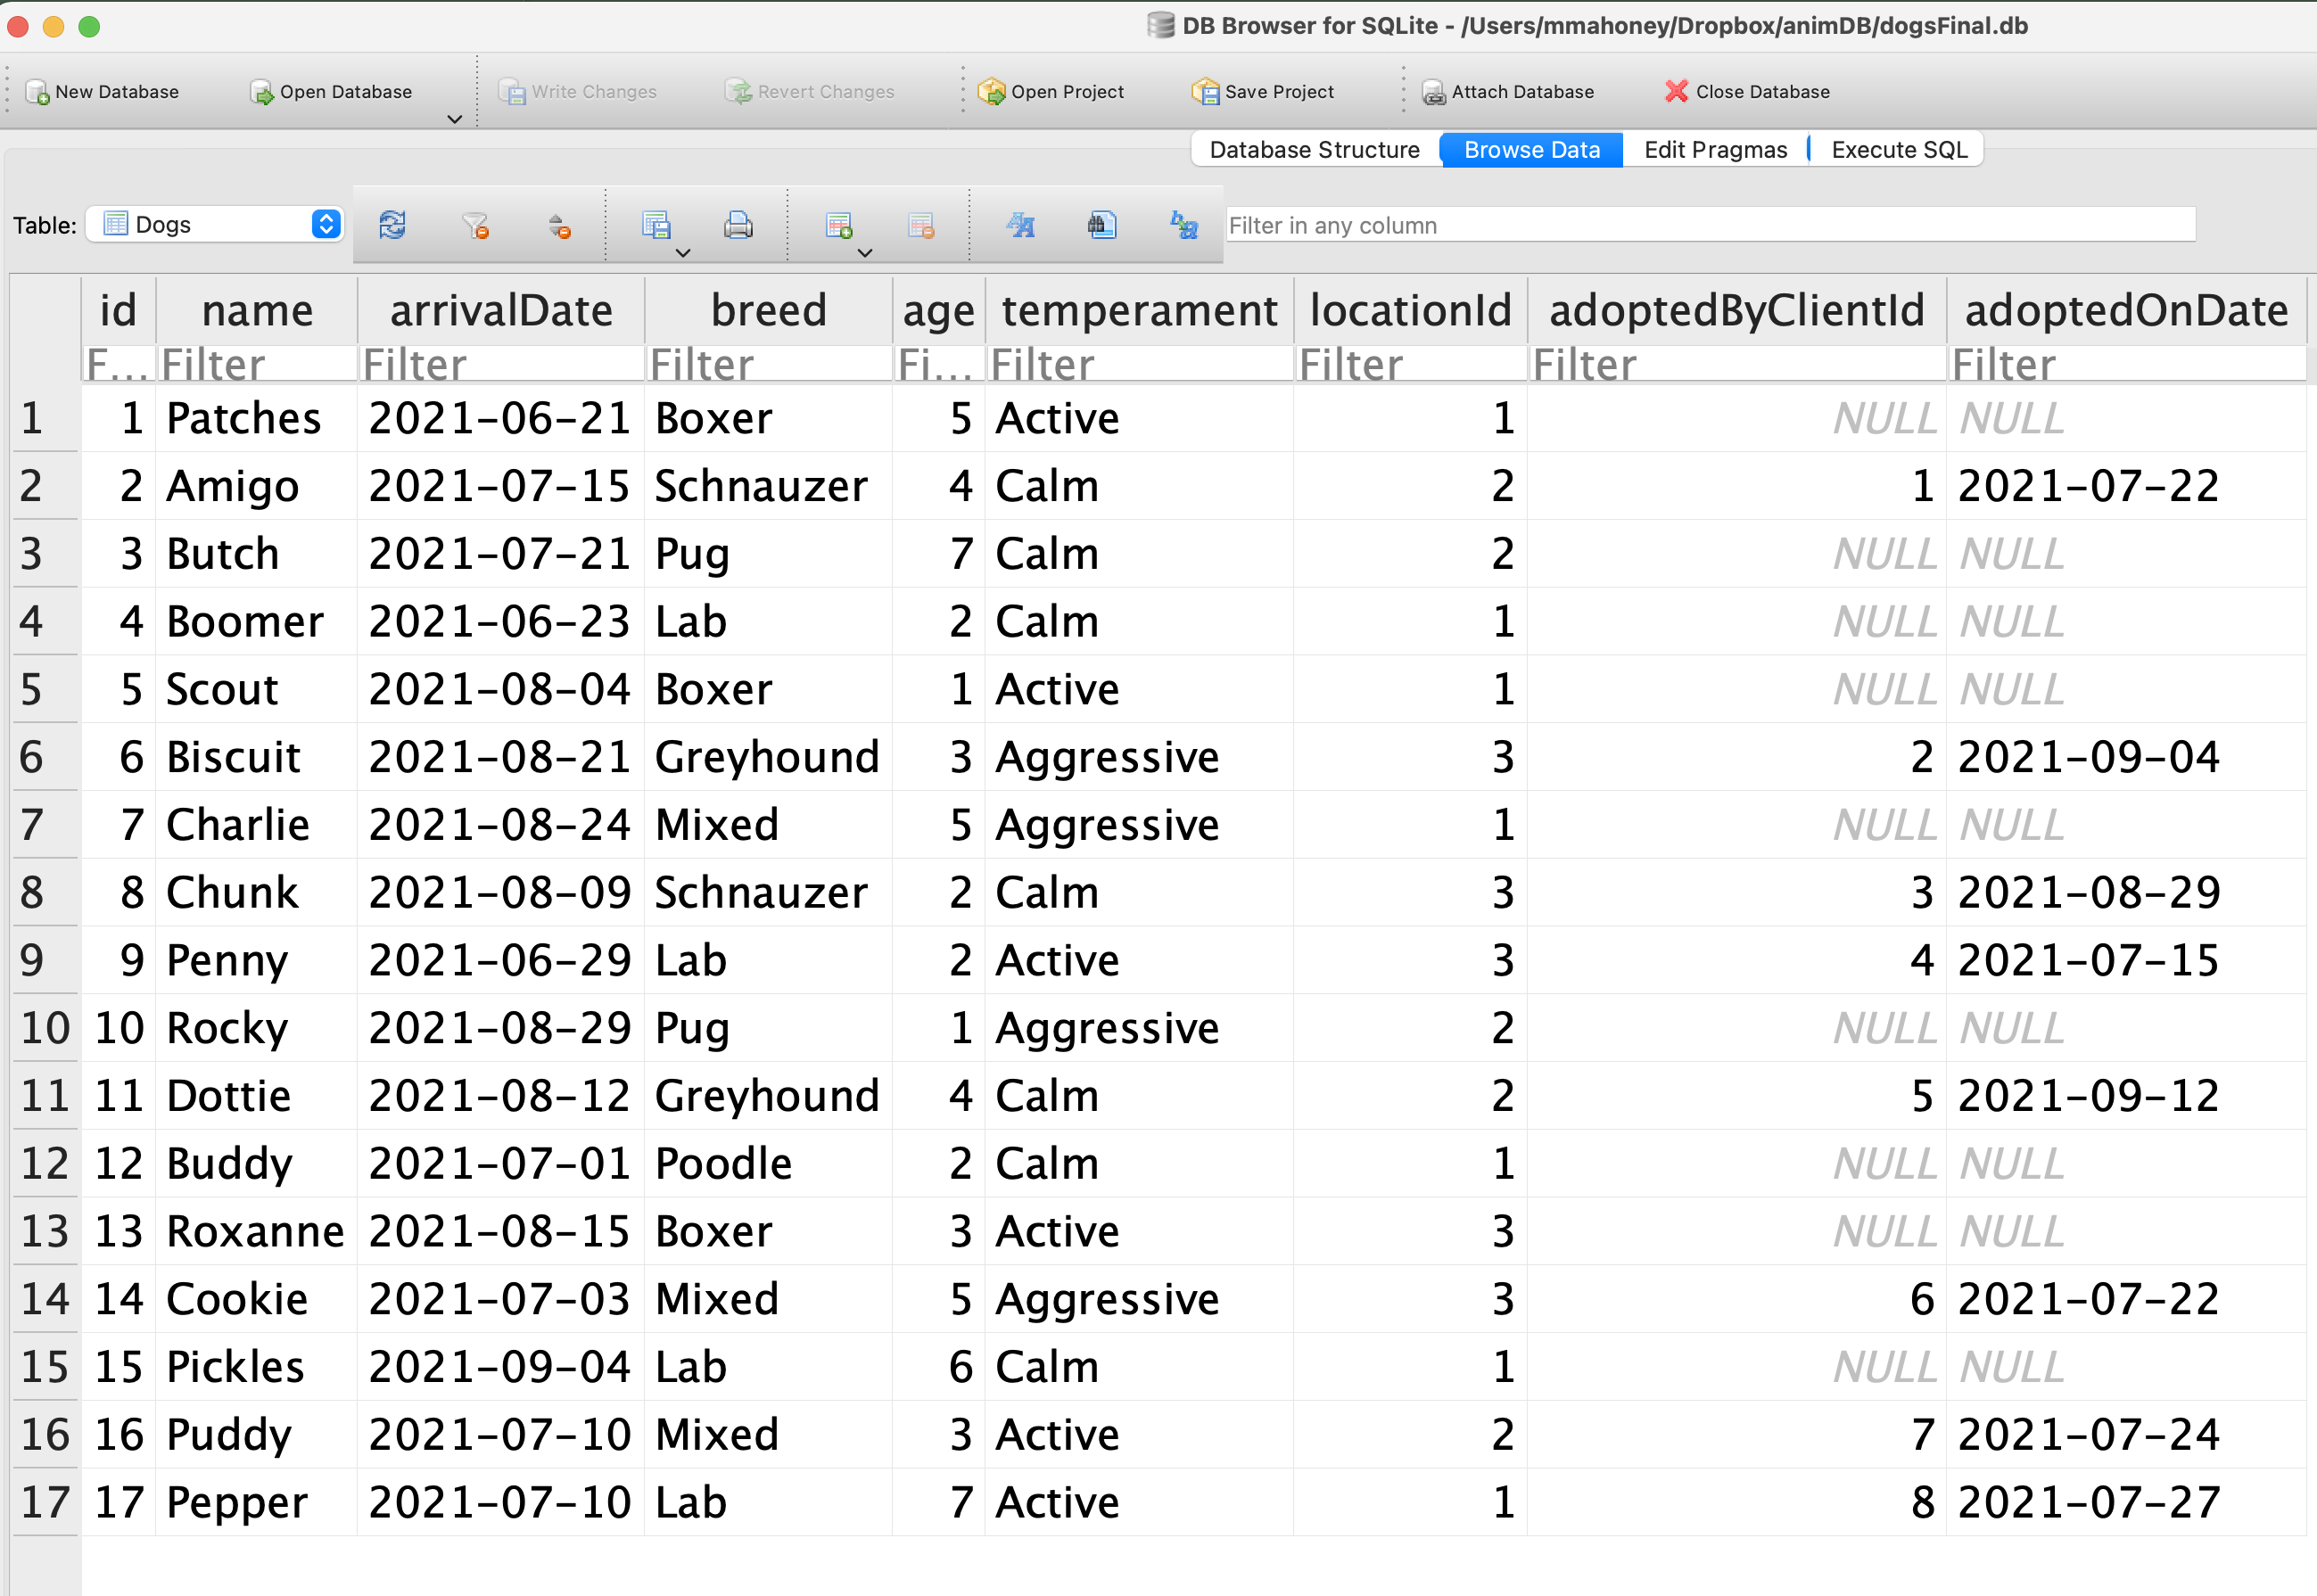 DB Browser for SQLite - /Users/mmahoney/Dropbox/animDB/dogsFinal.db
New Database Open Database Write Changes Revert Changes Open Project Save Project Attach Database Close Database
Database Structure Browse Data Edit Pragmas Execute SQL
Table: Dogs Filter in any column
id name arrivalDate breed age temperament locationId adoptedByClientId adoptedOnDate
F... Filter Filter Filter Fi... Filter Filter Filter Filter
1 1 Patches 2021-06-21 Boxer 5 Active 1 NULL NULL
2 2 Amigo 2021-07-15 Schnauzer 4 Calm 2 1 2021-07-22
3 3 Butch 2021-07-21 Pug 7 Calm 2 NULL NULL
4 4 Boomer 2021-06-23 Lab 2 Calm 1 NULL NULL
5 5 Scout 2021-08-04 Boxer 1 Active 1 NULL NULL
6 6 Biscuit 2021-08-21 Greyhound 3 Aggressive 3 2 2021-09-04
7 7 Charlie 2021-08-24 Mixed 5 Aggressive 1 NULL NULL
8 8 Chunk 2021-08-09 Schnauzer 2 Calm 3 3 2021-08-29
9 9 Penny 2021-06-29 Lab 2 Active 3 4 2021-07-15
10 10 Rocky 2021-08-29 Pug 1 Aggressive 2 NULL NULL
11 11 Dottie 2021-08-12 Greyhound 4 Calm 2 5 2021-09-12
12 12 Buddy 2021-07-01 Poodle 2 Calm 1 NULL NULL
13 13 Roxanne 2021-08-15 Boxer 3 Active 3 NULL NULL
14 14 Cookie 2021-07-03 Mixed 5 Aggressive 3 6 2021-07-22
15 15 Pickles 2021-09-04 Lab 6 Calm 1 NULL NULL
16 16 Puddy 2021-07-10 Mixed 3 Active 2 7 2021-07-24
17 17 Pepper 2021-07-10 Lab 7 Active 1 8 2021-07-27